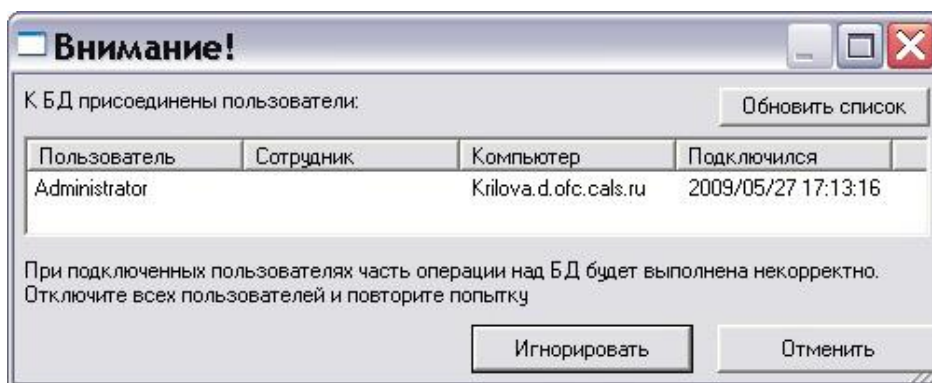 Внимание!
К БД присоединены пользователи:
Обновить список
Пользователь Сотрудник Компьютер Подключился
Administrator Krilova.d.ofc.cals.ru 2009/05/27 17:13:16
При подключенных пользователях часть операции над БД будет выполнена некорректно.
Отключите всех пользователей и повторите попытку
Игнорировать Отменить